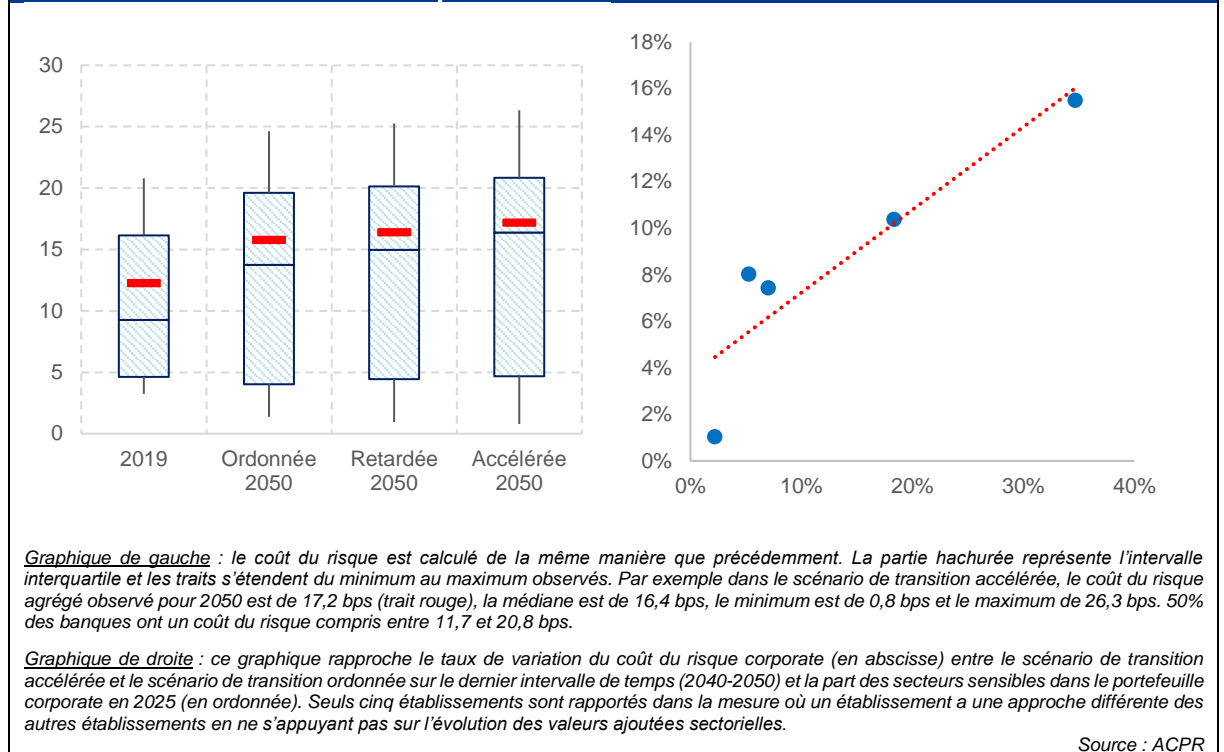 30
25
20
15
10
5
0
2019
Ordonnée
2050
Retardée
2050
Accélérée
2050
18%
16%
14%
12%
10%
8%
6%
4%
2%
0%
0%
10%
20%
30%
40%
Graphique de gauche : le coût du risque est calculé de la même manière que précédemment. La partie hachurée représente l'intervalle
interquartile et les traits s'étendent du minimum au maximum observés. Par exemple dans le scénario de transition accélérée, le coût du risque
agrégé observé pour 2050 est de 17,2 bps (trait rouge), la médiane est de 16,4 bps, le minimum est de 0,8 bps et le maximum de 26,3 bps. 50%
des banques ont un coût du risque compris entre 11,7 et 20,8 bps.
Graphique de droite : ce graphique rapproche le taux de variation du coût du risque corporate (en abscisse) entre le scénario de transition
accélérée et le scénario de transition ordonnée sur le dernier intervalle de temps (2040-2050) et la part des secteurs sensibles dans le portefeuille
corporate en 2025 (en ordonnée). Seuls cinq établissements sont rapportés dans la mesure où un établissement a une approche différente des
autres établissements en ne s'appuyant pas sur l'évolution des valeurs ajoutées sectorielles.
Source : ACPR